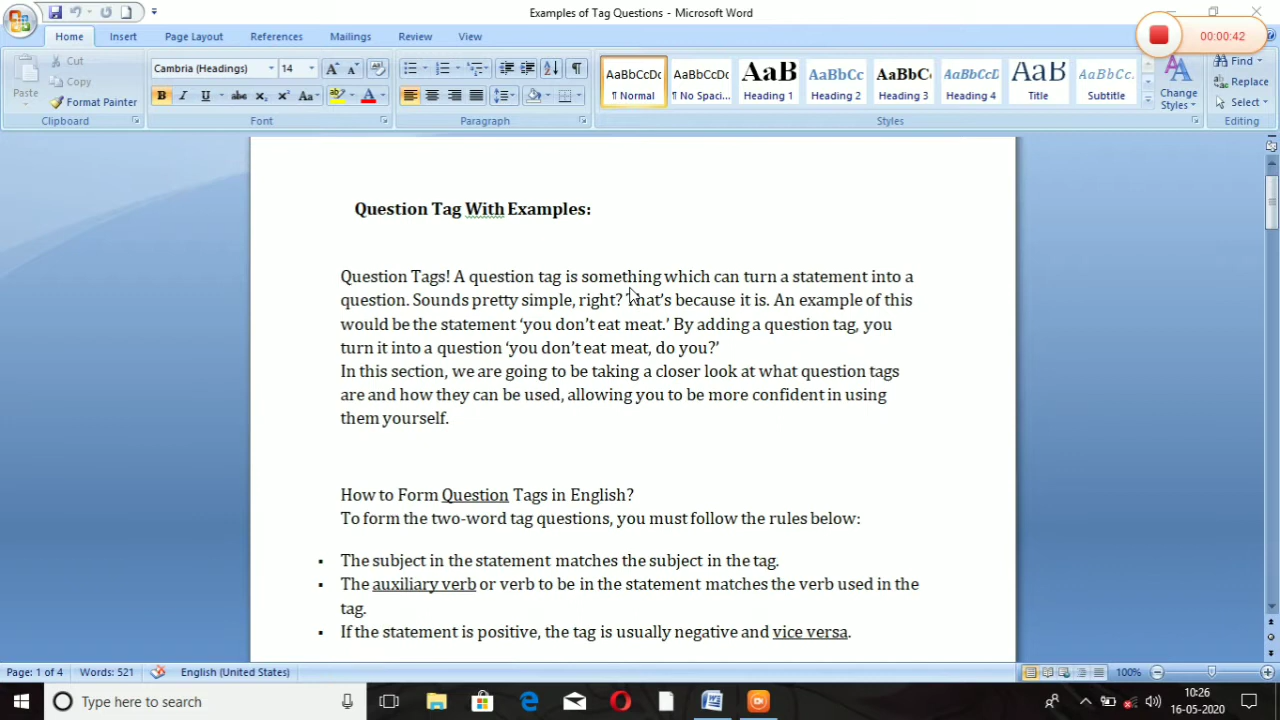 Examples of Tag Questions - Microsoft Word
00:00:42
Home Insert Page Layout References Mailings Review View
Paste
Cut
Copy
Format Painter
Clipboard
Cambria (Headings) 14
B I U abc x₂ x² Aa
Font
Paragraph
AaBbCcDc AaBbCcDc AaB AaBbCc AaBbC AaBbCcD AaB AaBbCc.
¶ Normal ¶ No Spaci... Heading 1 Heading 2 Heading 3 Heading 4 Title Subtitle
Styles
Change Styles
Find
Replace
Select
Editing
Question Tag With Examples:
Question Tags! A question tag is something which can turn a statement into a
question. Sounds pretty simple, right? That’s because it is. An example of this
would be the statement ‘you don’t eat meat.’ By adding a question tag, you
turn it into a question ‘you don’t eat meat, do you?’
In this section, we are going to be taking a closer look at what question tags
are and how they can be used, allowing you to be more confident in using
them yourself.
How to Form Question Tags in English?
To form the two-word tag questions, you must follow the rules below:
▪ The subject in the statement matches the subject in the tag.
▪ The auxiliary verb or verb to be in the statement matches the verb used in the
tag.
▪ If the statement is positive, the tag is usually negative and vice versa.
Page: 1 of 4 Words: 521 English (United States) 100%
Type here to search
10:26
16-05-2020